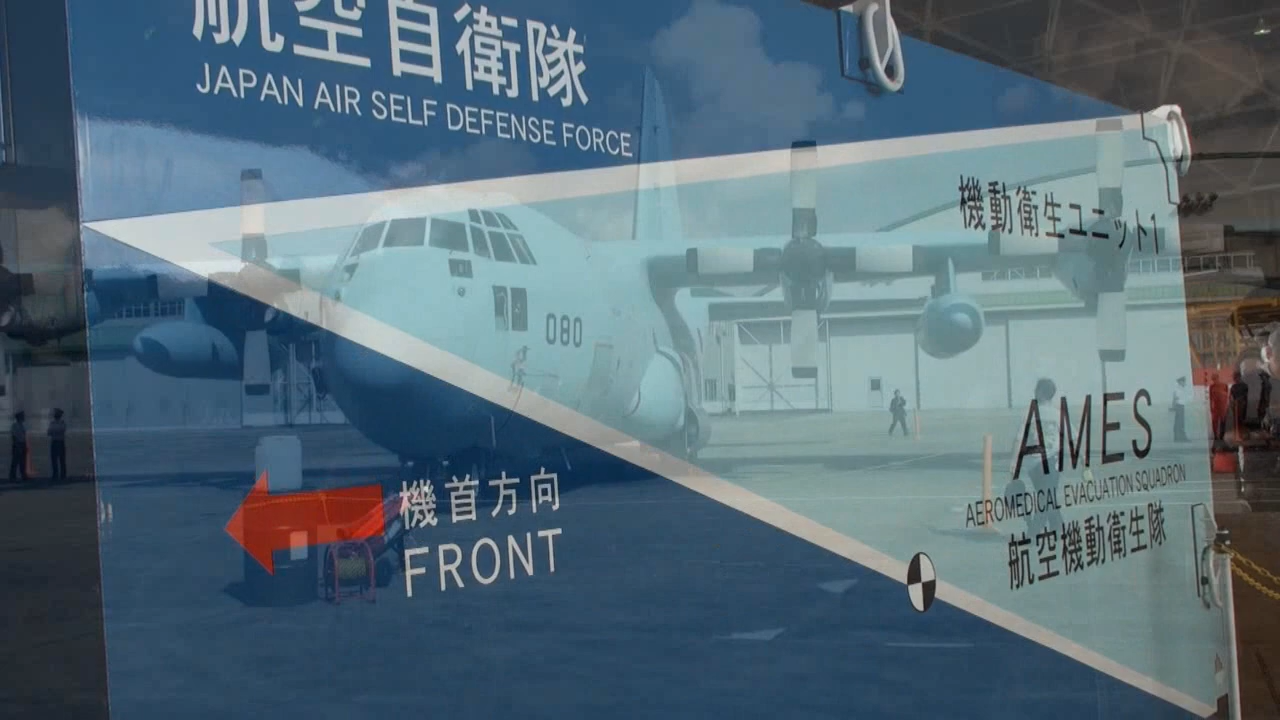 航空自衛隊
JAPAN AIR SELF DEFENSE FORCE
機動衛生ユニット1
080
AMES
AEROMEDICAL EVACUATION SQUADRON
航空機動衛生隊
機首方向
FRONT